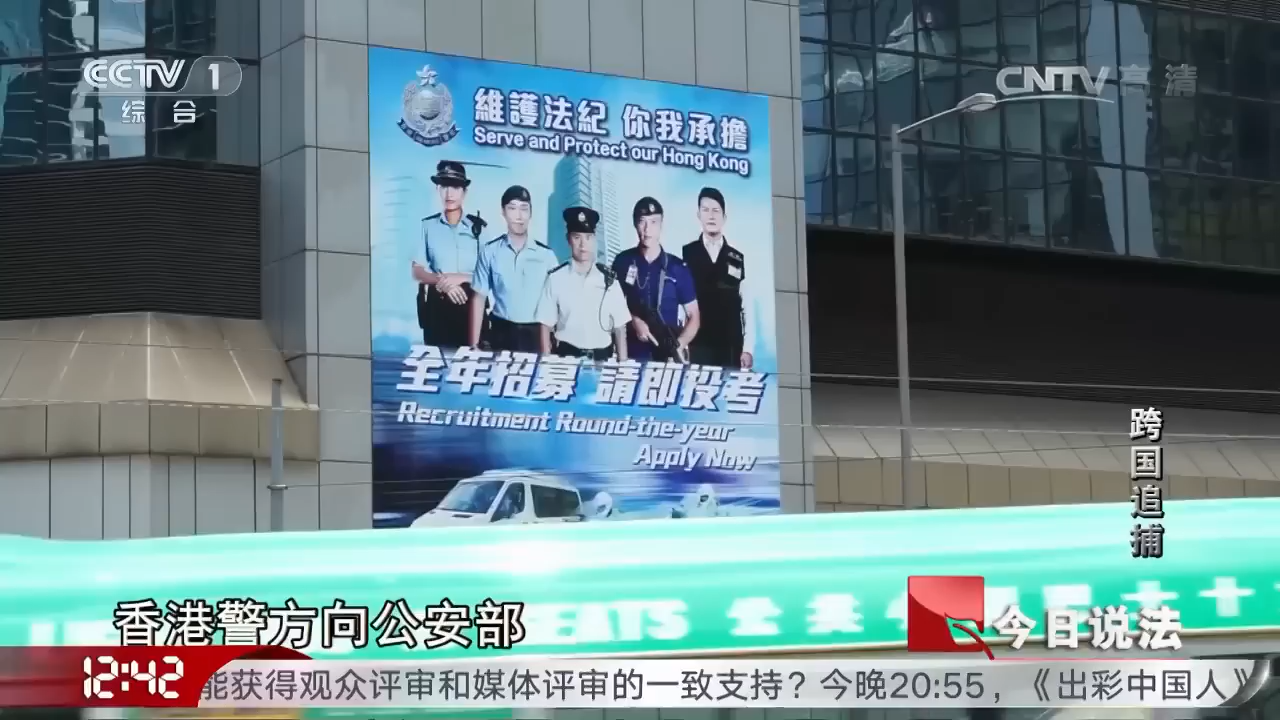 CCTV 1
综合
CNTV 高清
維護法紀 你我承擔
Serve and Protect our Hong Kong
全年招募 請即投考
Recruitment Round-the-year
Apply Now
跨国追捕
EATS
香港警方向公安部
今日说法
12:42
能获得观众评审和媒体评审的一致支持？今晚20:55，《出彩中国人》